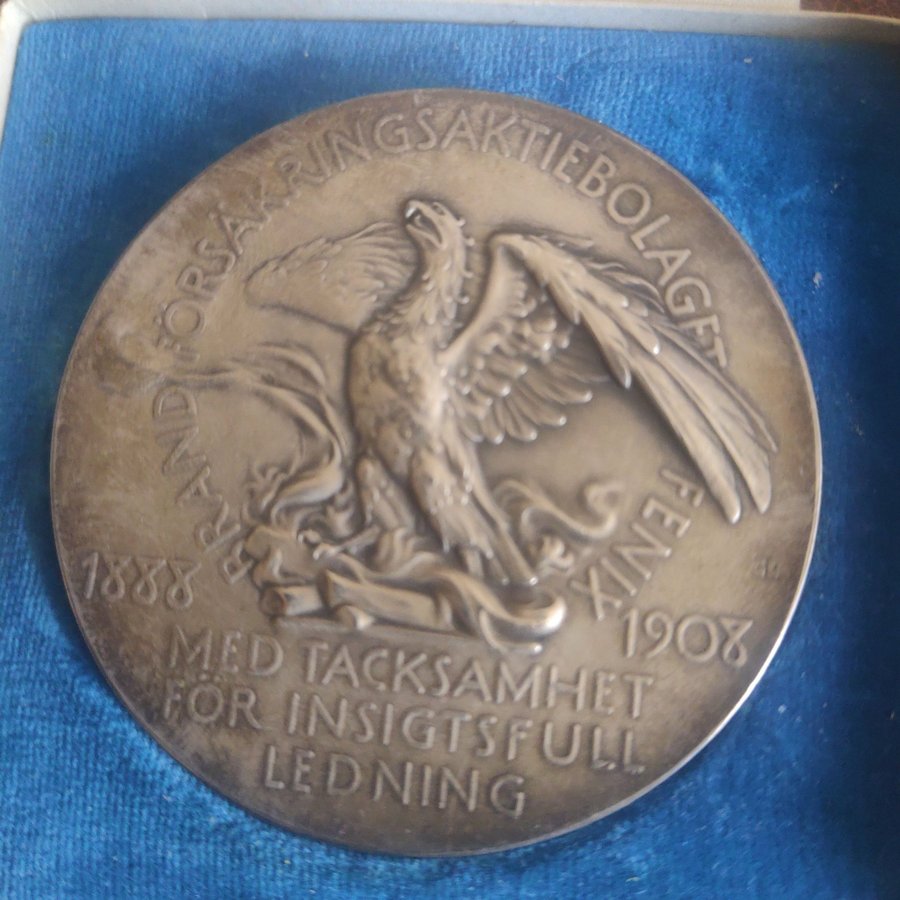 BRANDFÖRSÄKRINGSAKTIEBOLAGET FENIX
1888
1908
MED TACKSAMHET
FÖR INSIGTSFULL
LEDNING